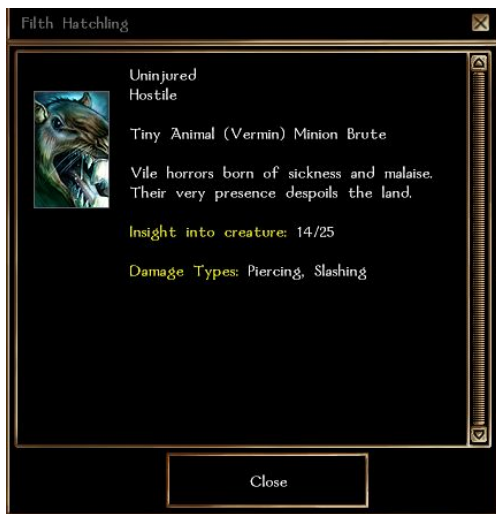 Filth Hatchling
Uninjured
Hostile
Tiny Animal (Vermin) Minion Brute
Vile horrors born of sickness and malaise.
Their very presence despoils the land.
Insight into creature: 14/25
Damage Types: Piercing, Slashing
Close